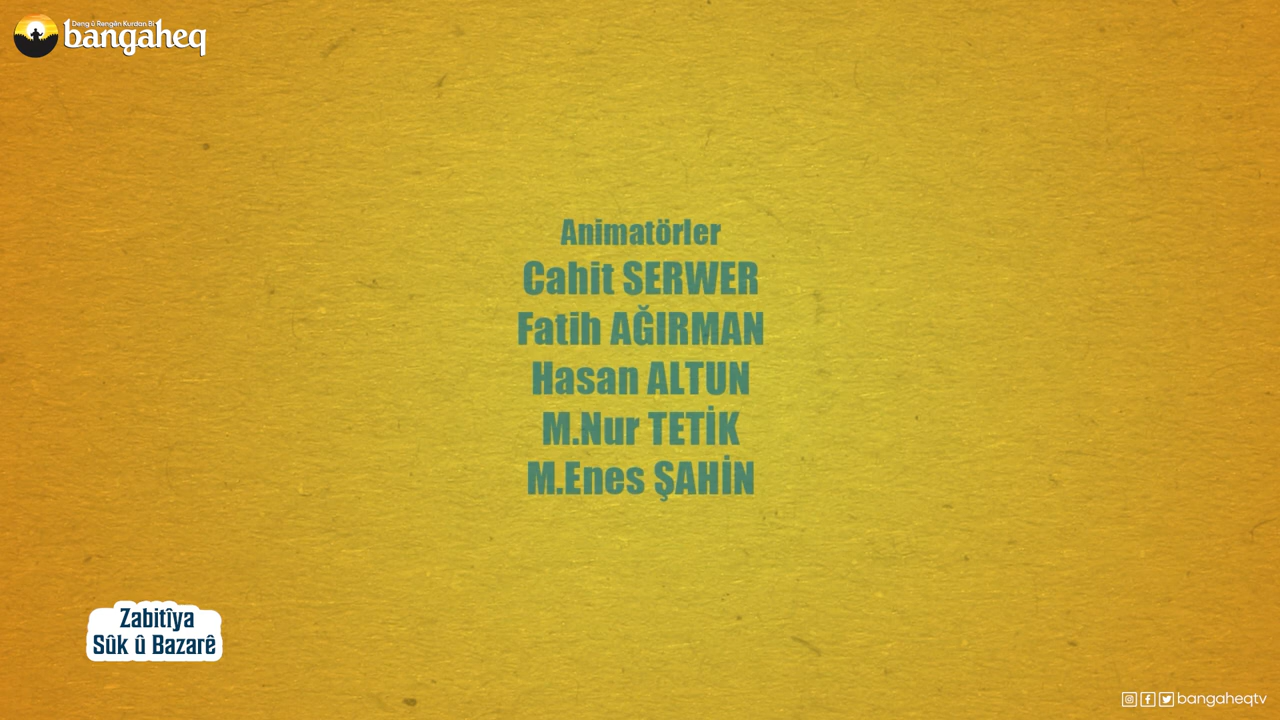 Deng û Rengên Kurdan Bi
bangaheq
Animatörler
Cahit SERWER
Fatih AĞIRMAN
Hasan ALTUN
M.Nur TETİK
M.Enes ŞAHİN
Zabitîya
Sûk û Bazarê
bangaheqtv